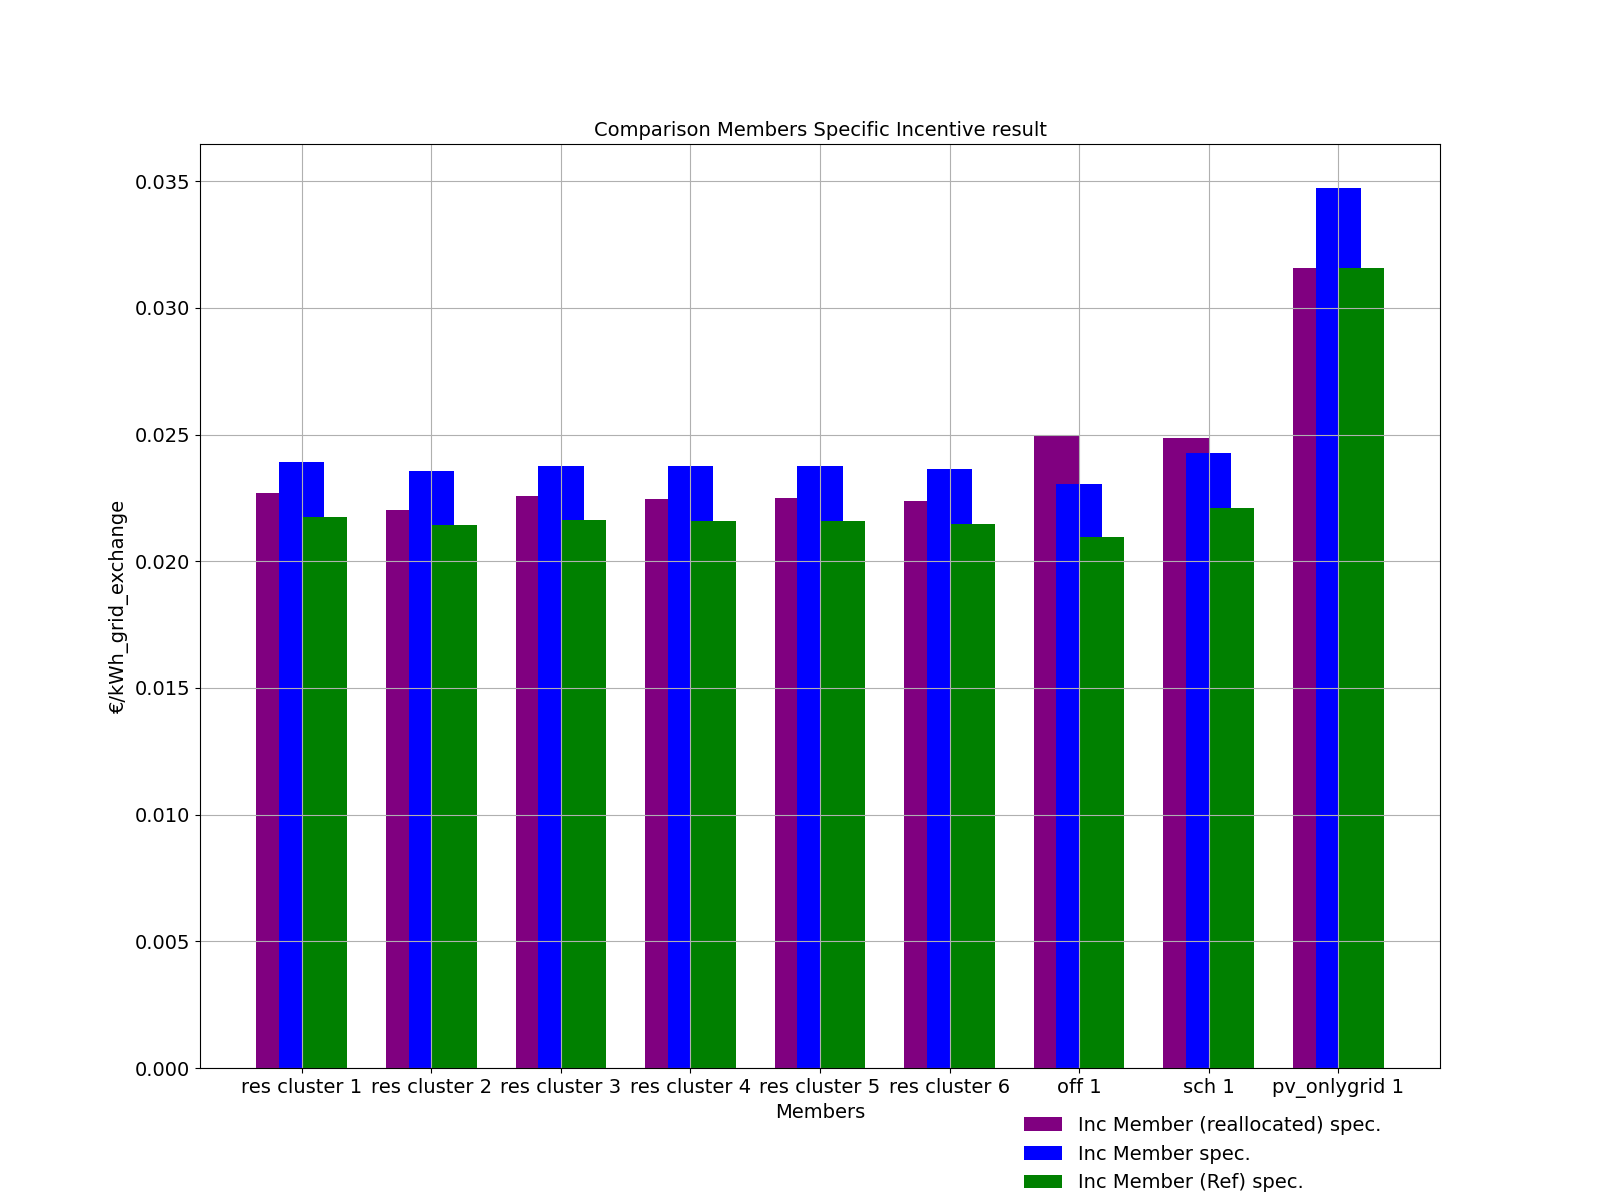 Comparison Members Specific Incentive result
0.035
0.030
0.025
0.020
0.015
0.010
0.005
0.000
€/kWh_grid_exchange
res cluster 1 res cluster 2 res cluster 3 res cluster 4 res cluster 5 res cluster 6 off 1 sch 1 pv_onlygrid 1
Members
Inc Member (reallocated) spec.
Inc Member spec.
Inc Member (Ref) spec.